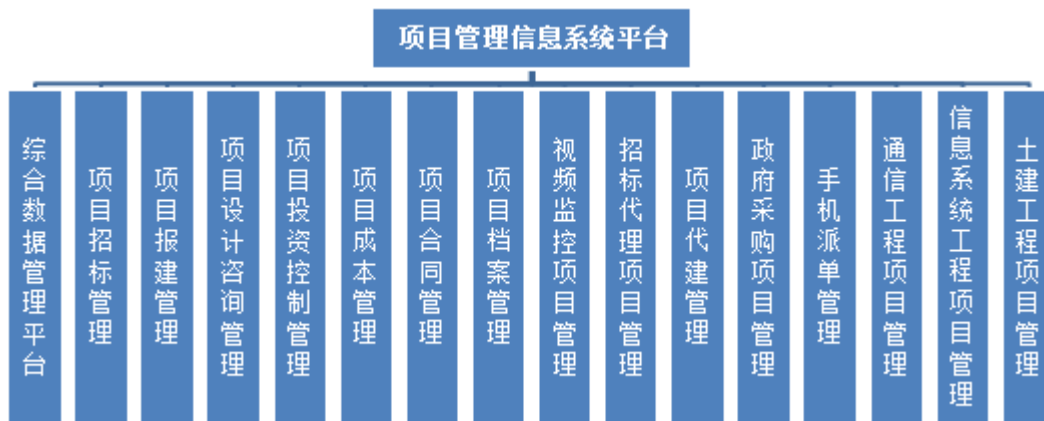 项目管理信息系统平台
综合数据管理平台
项目招标管理
项目报建管理
项目设计咨询管理
项目投资控制管理
项目成本管理
项目合同管理
项目档案管理
视频监控项目管理
招标代理项目管理
项目代建管理
政府采购项目管理
手机派单管理
通信工程项目管理
信息系统工程项目管理
土建工程项目管理